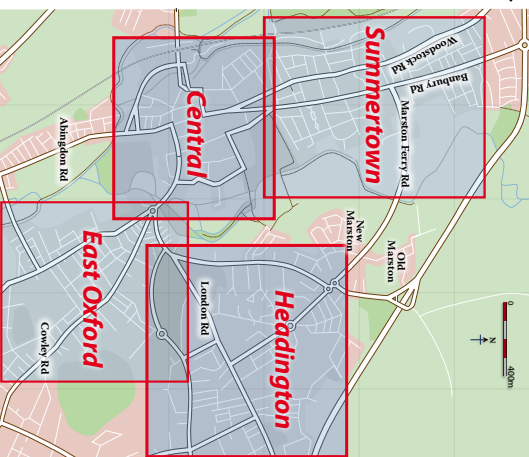 Summertown
Woodstock Rd
Banbury Rd
Marston Ferry Rd
Central
Abingdon Rd
New
Marston
Old
Marston
Headington
London Rd
East Oxford
Cowley Rd
0
400m
N